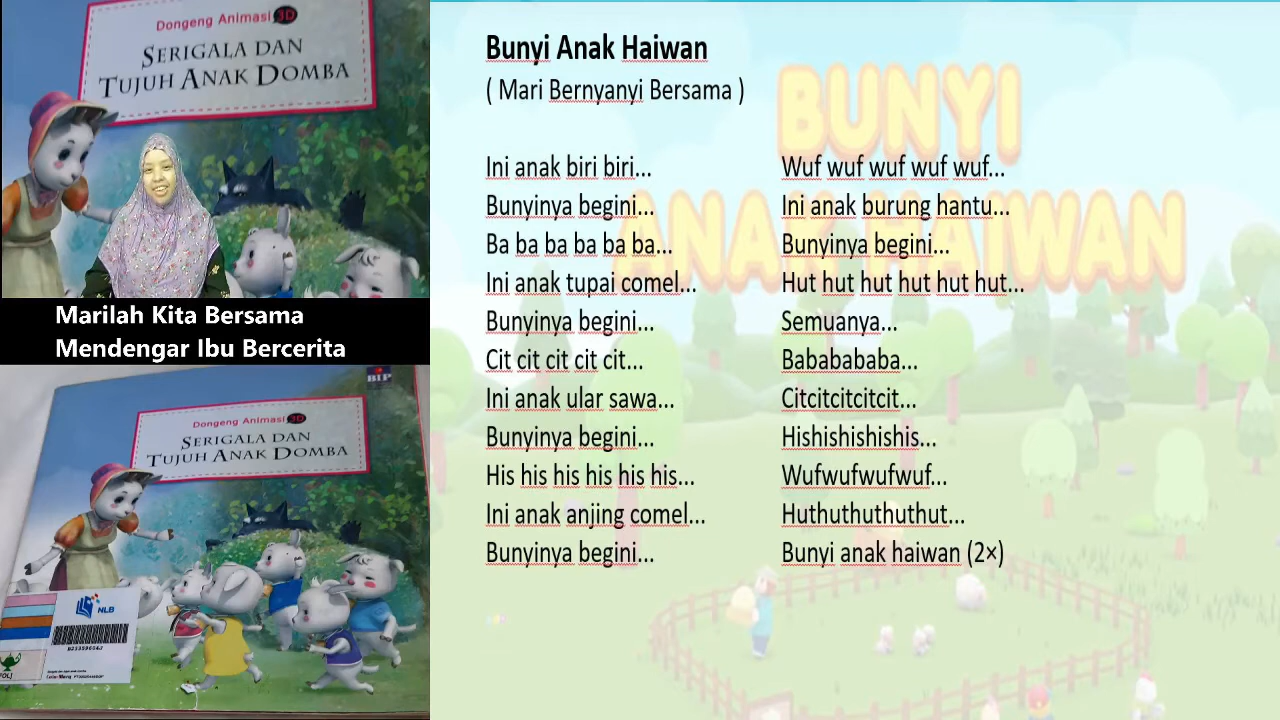 Dongeng Animasi 3D
SERIGALA DAN
TUJUH ANAK DOMBA
Marilah Kita Bersama
Mendengar Ibu Bercerita
BIP
Dongeng Animasi 3D
SERIGALA DAN
TUJUH ANAK DOMBA
NLB
BUNYI
ANAK HAIWAN
Bunyi Anak Haiwan
( Mari Bernyanyi Bersama )
Ini anak biri biri...
Bunyinya begini...
Ba ba ba ba ba ba...
Ini anak tupai comel...
Bunyinya begini...
Cit cit cit cit cit...
Ini anak ular sawa...
Bunyinya begini...
His his his his his his...
Ini anak anjing comel...
Bunyinya begini...
Wuf wuf wuf wuf wuf...
Ini anak burung hantu...
Bunyinya begini...
Hut hut hut hut hut hut...
Semuanya...
Bababababa...
Citcitcitcitcit...
Hishishishishis...
Wufwufwufwuf...
Huthuthuthuthut...
Bunyi anak haiwan (2×)